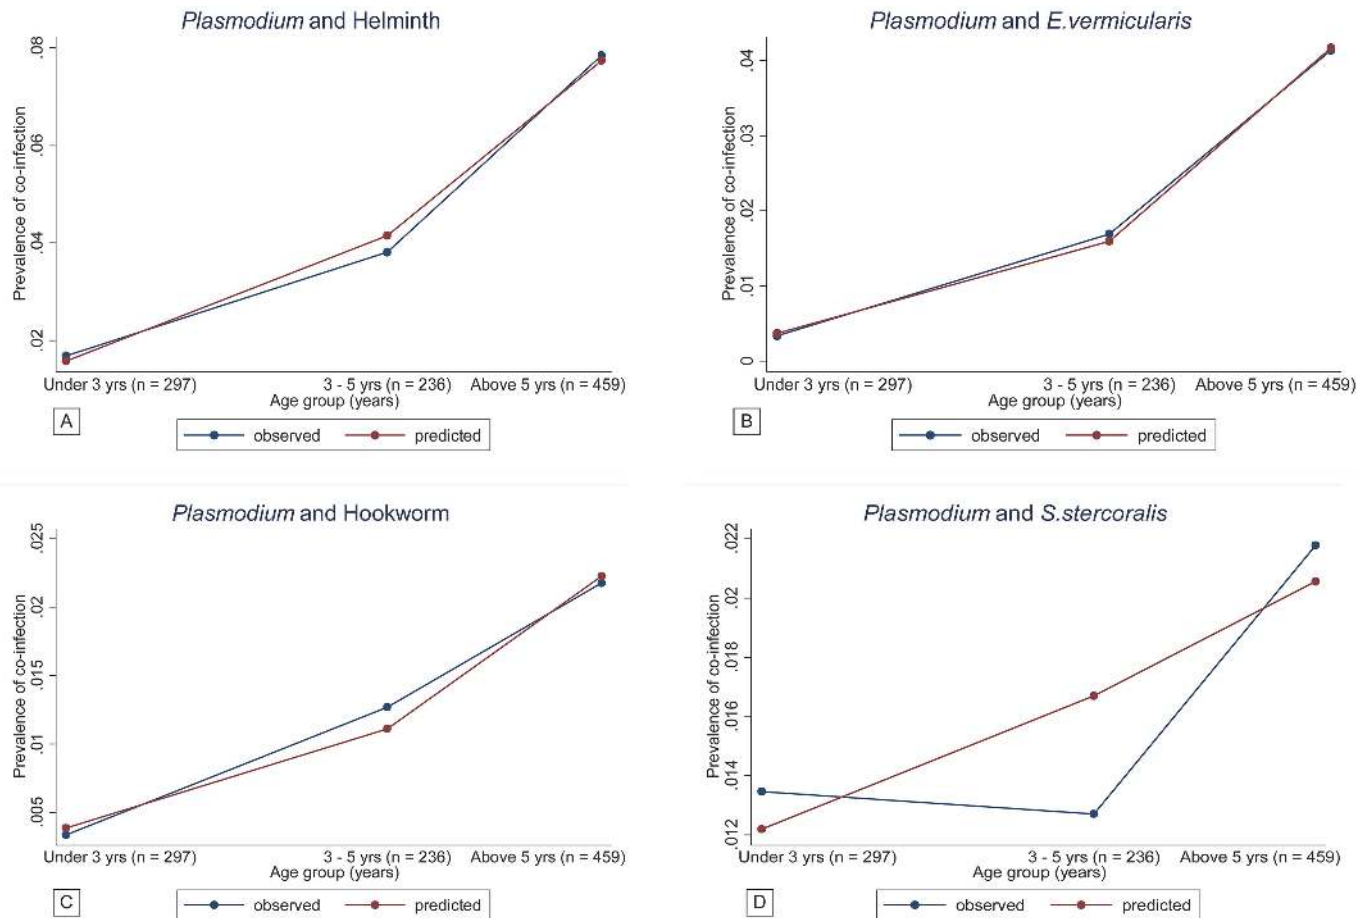 Plasmodium and Helminth
Prevalence of co-infection
.08
.06
.04
.02
Under 3 yrs (n = 297)
3 - 5 yrs (n = 236)
Above 5 yrs (n = 459)
Age group (years)
A
observed
predicted
Plasmodium and E.vermicularis
Prevalence of co-infection
.04
.03
.02
.01
0
Under 3 yrs (n = 297)
3 - 5 yrs (n = 236)
Above 5 yrs (n = 459)
Age group (years)
B
observed
predicted
Plasmodium and Hookworm
Prevalence of co-infection
.025
.02
.015
.01
.005
Under 3 yrs (n = 297)
3 - 5 yrs (n = 236)
Above 5 yrs (n = 459)
Age group (years)
C
observed
predicted
Plasmodium and S.stercoralis
Prevalence of co-infection
.022
.02
.018
.016
.014
.012
Under 3 yrs (n = 297)
3 - 5 yrs (n = 236)
Above 5 yrs (n = 459)
Age group (years)
D
observed
predicted